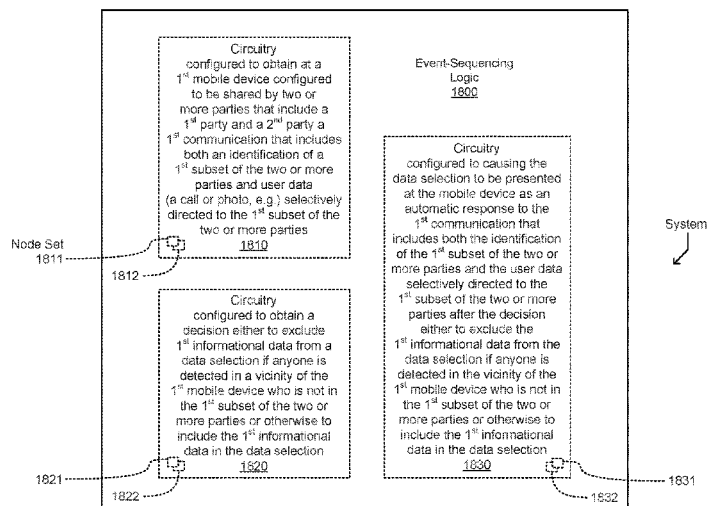 Circuitry
configured to obtain at a
1st mobile device configured
to be shared by two or
more parties that include a
1st party and a 2nd party a
1st communication that includes
both an identification of a
1st subset of the two or more
parties and user data
(a call or photo, e.g.) selectively
directed to the 1st subset of the
two or more parties
1810
Event-Sequencing
Logic
1800
Node Set
1811
1812
Circuitry
configured to obtain a
decision either to exclude
1st informational data from a
data selection if anyone is
detected in a vicinity of the
1st mobile device who is not in
the 1st subset of the two or
more parties or otherwise to
include the 1st informational
data in the data selection
1820
1821
1822
Circuitry
configured to causing the
data selection to be presented
at the mobile device as an
automatic response to the
1st communication that
includes both the identification
of the 1st subset of the two or
more parties and the user data
selectively directed to the
1st subset of the two or more
parties after the decision
either to exclude the
1st informational data from the
data selection if anyone is
detected in the vicinity of the
1st mobile device who is not in
the 1st subset of the two or
more parties or otherwise to
include the 1st informational
data in the data selection
1830
1831
1832
System